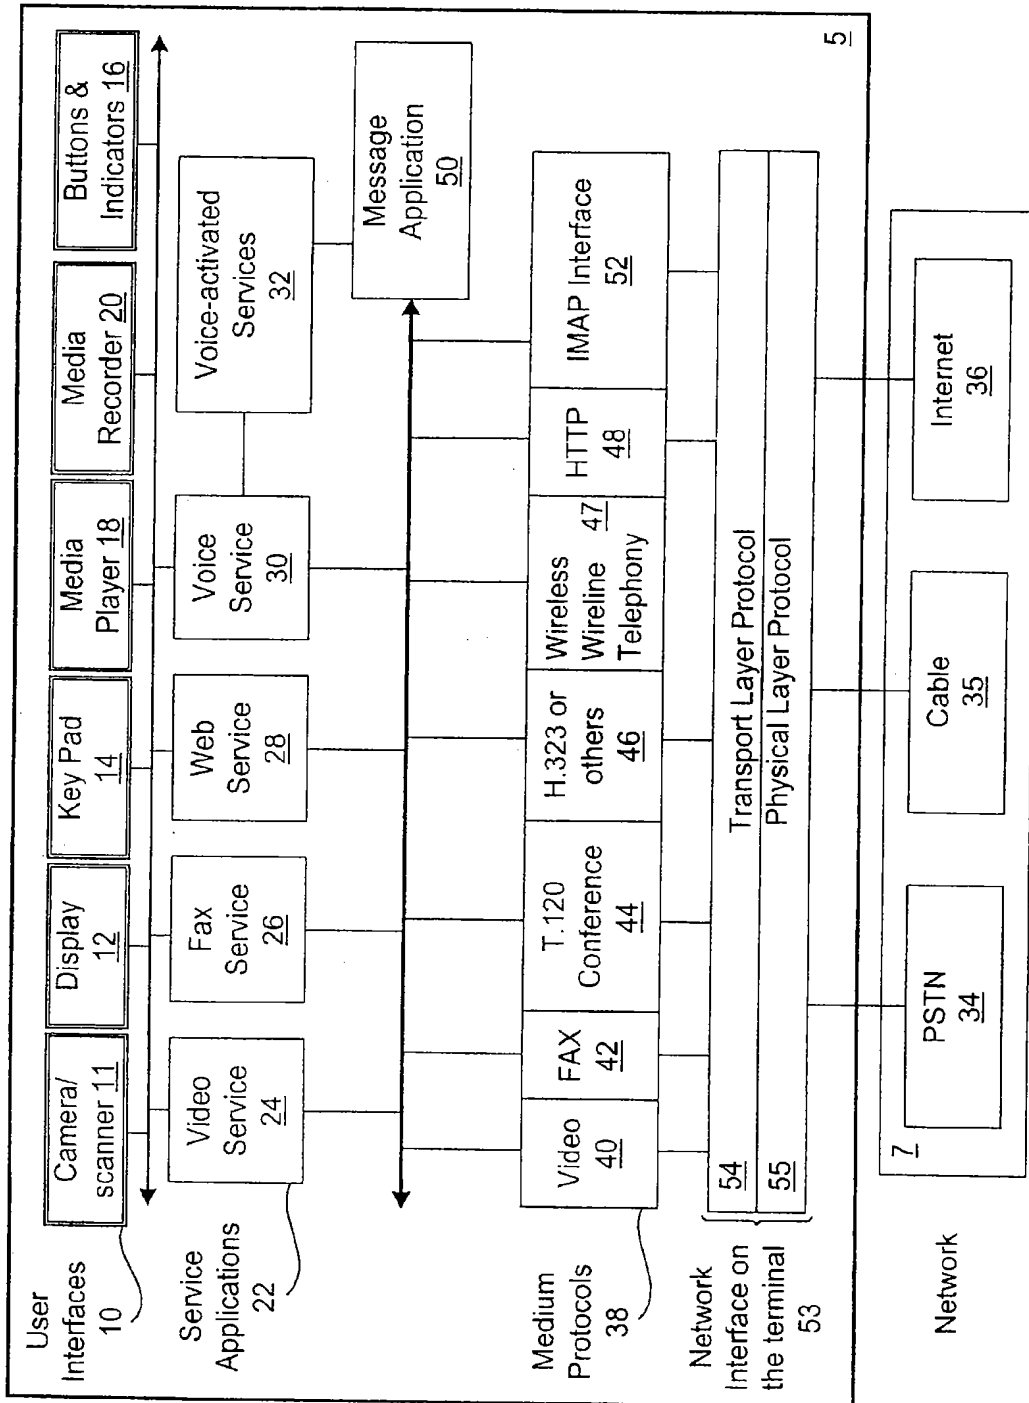 User
Interfaces
10
Camera/
scanner 11
Display
12
Key Pad
14
Media
Player 18
Media
Recorder 20
Buttons &
Indicators 16
Service
Applications
22
Video
Service
24
Fax
Service
26
Web
Service
28
Voice
Service
30
Voice-activated
Services
32
Message
Application
50
Medium
Protocols
38
Video
40
FAX
42
T.120
Conference
44
H.323 or
others
46
Wireless 47
Wireline
Telephony
HTTP
48
IMAP Interface
52
Network
Interface on
the terminal
53
54
Transport Layer Protocol
55
Physical Layer Protocol
5
Network
7
PSTN
34
Cable
35
Internet
36